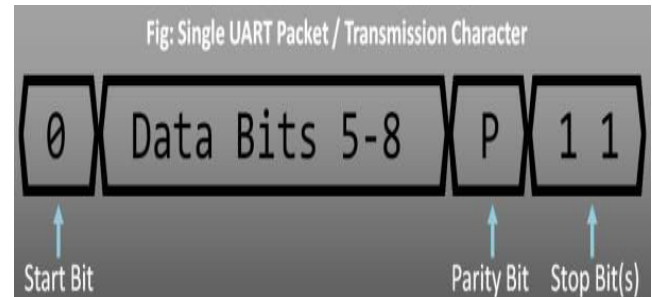 Fig: Single UART Packet / Transmission Character
0 Data Bits 5-8 P 1 1
Start Bit Parity Bit Stop Bit(s)